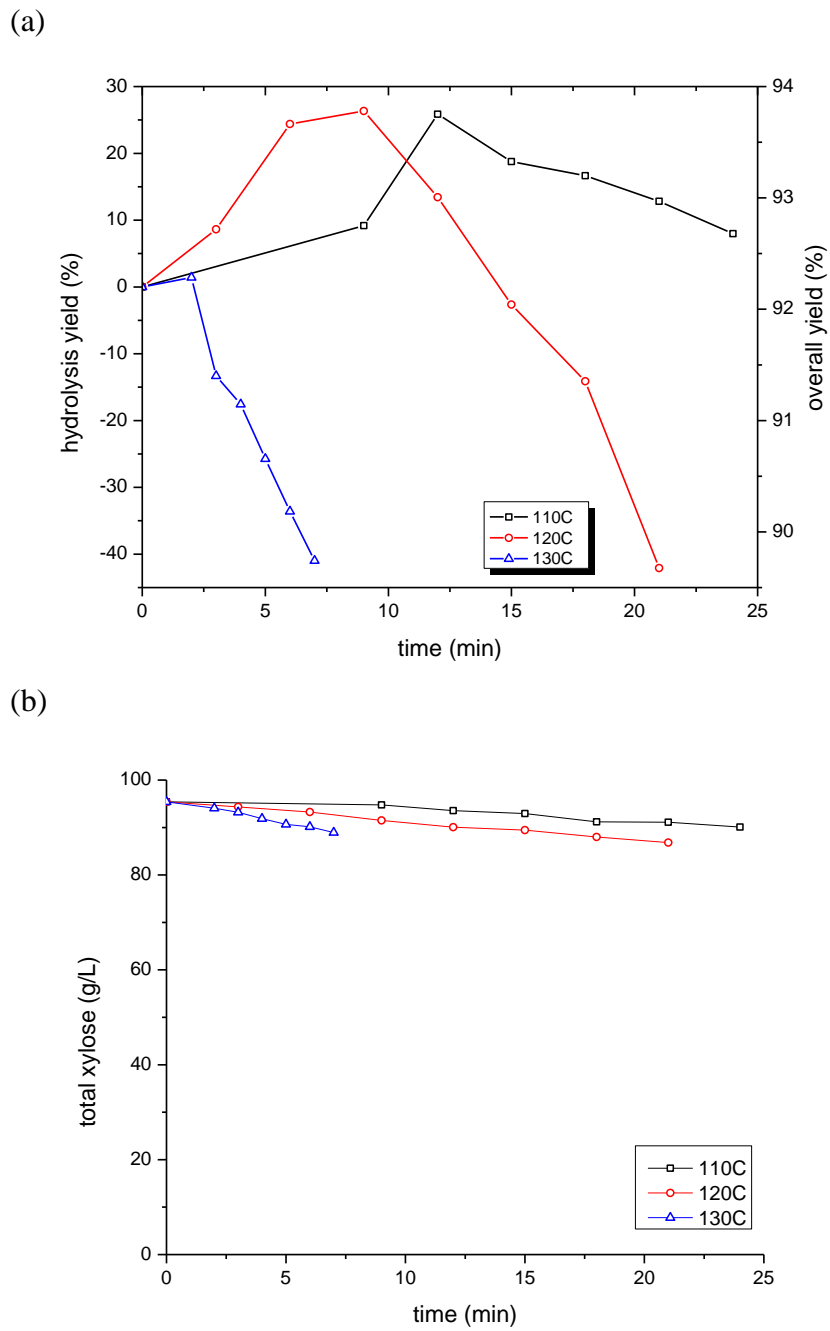 (a)
30
20
10
0
-10
-20
-30
-40
hydrolysis yield (%)
94
93
92
91
90
overall yield (%)
110C
120C
130C
0 5 10 15 20 25
time (min)
(b)
100
80
60
40
20
0
total xylose (g/L)
110C
120C
130C
0 5 10 15 20 25
time (min)